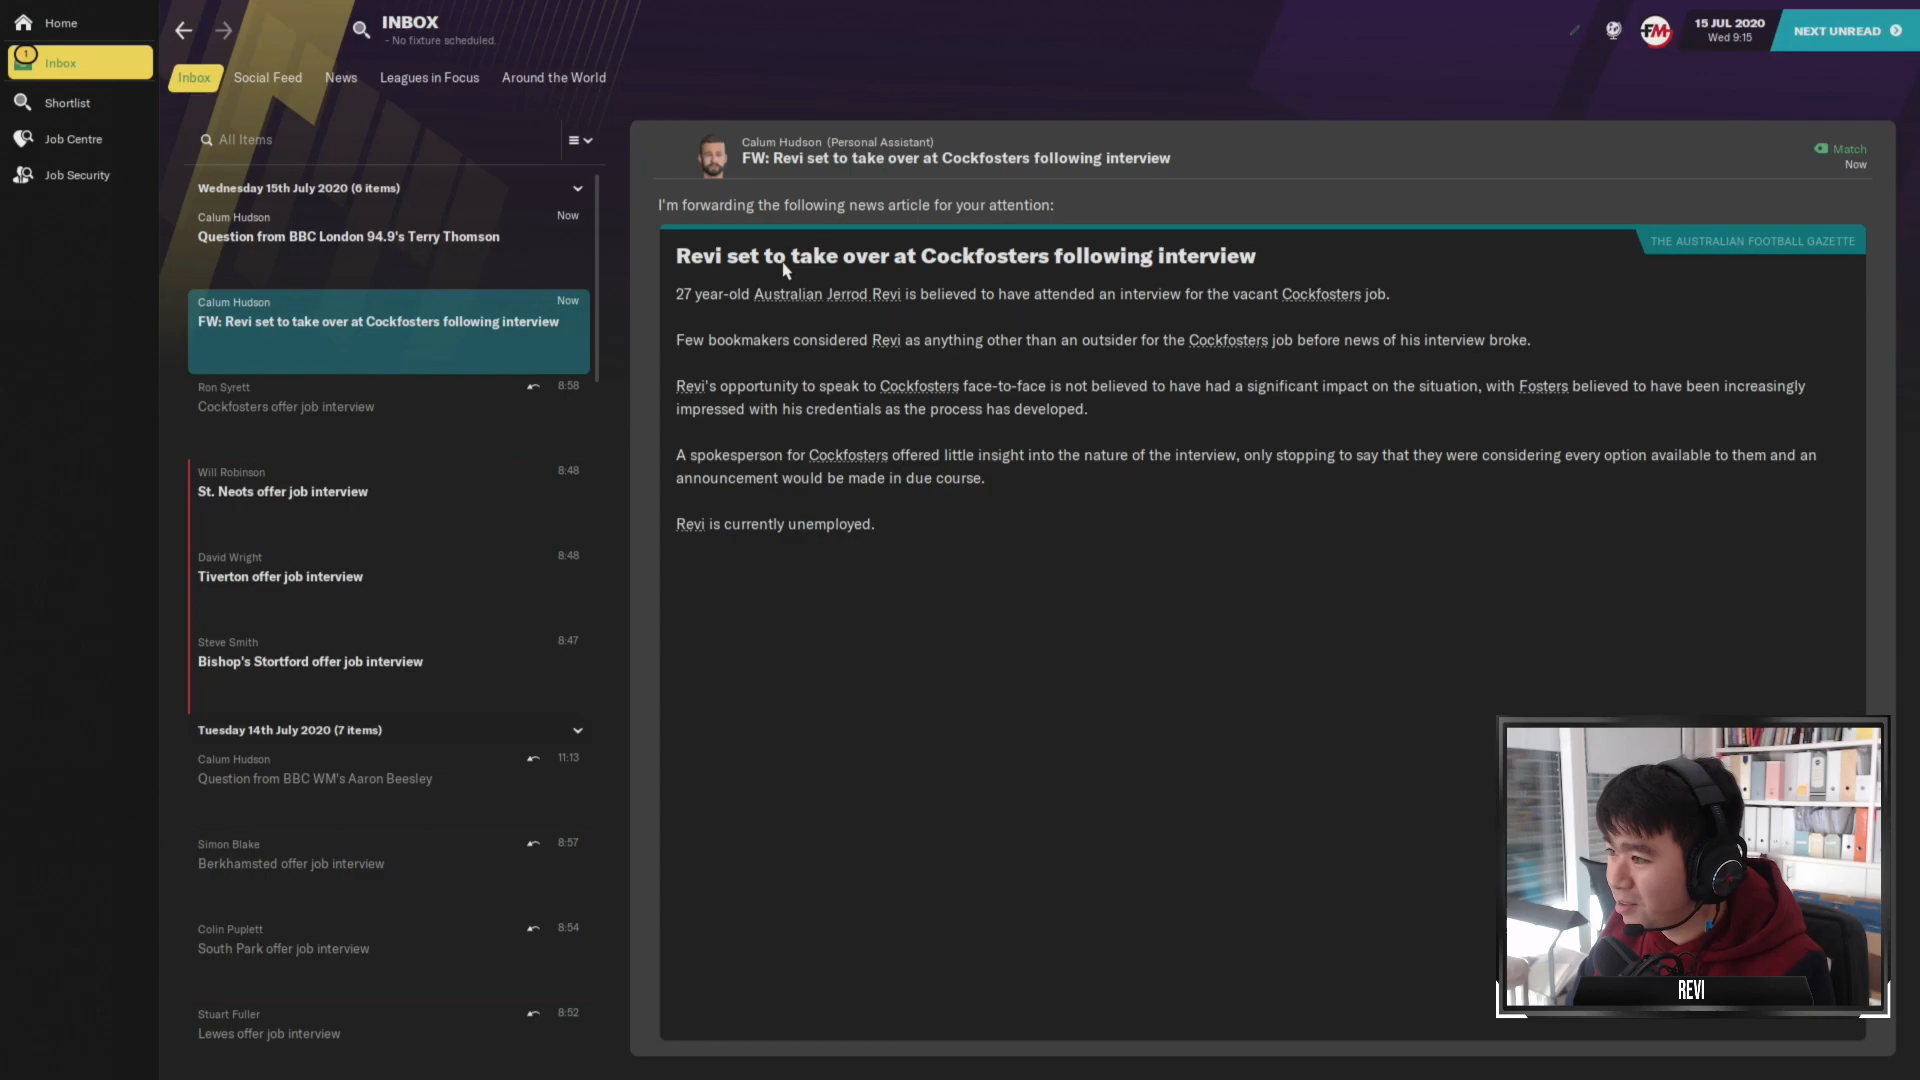 Home
Inbox
1
Shortlist
Job Centre
Job Security
INBOX
- No fixture scheduled.
Inbox
Social Feed
News
Leagues in Focus
Around the World
FM
15 JUL 2020
Wed 9:15
NEXT UNREAD
All Items
Wednesday 15th July 2020 (6 items)
Calum Hudson
Now
Question from BBC London 94.9's Terry Thomson
Calum Hudson
Now
FW: Revi set to take over at Cockfosters following interview
Ron Syrett
8:58
Cockfosters offer job interview
Will Robinson
8:48
St. Neots offer job interview
David Wright
8:48
Tiverton offer job interview
Steve Smith
8:47
Bishop's Stortford offer job interview
Tuesday 14th July 2020 (7 items)
Calum Hudson
11:13
Question from BBC WM's Aaron Beesley
Simon Blake
8:57
Berkhamsted offer job interview
Colin Puplett
8:54
South Park offer job interview
Stuart Fuller
8:52
Lewes offer job interview
Calum Hudson (Personal Assistant)
FW: Revi set to take over at Cockfosters following interview
Match
Now
I'm forwarding the following news article for your attention:
THE AUSTRALIAN FOOTBALL GAZETTE
Revi set to take over at Cockfosters following interview
27 year-old Australian Jerrod Revi is believed to have attended an interview for the vacant Cockfosters job.
Few bookmakers considered Revi as anything other than an outsider for the Cockfosters job before news of his interview broke.
Revi's opportunity to speak to Cockfosters face-to-face is not believed to have had a significant impact on the situation, with Fosters believed to have been increasingly
impressed with his credentials as the process has developed.
A spokesperson for Cockfosters offered little insight into the nature of the interview, only stopping to say that they were considering every option available to them and an
announcement would be made in due course.
Revi is currently unemployed.
REVI